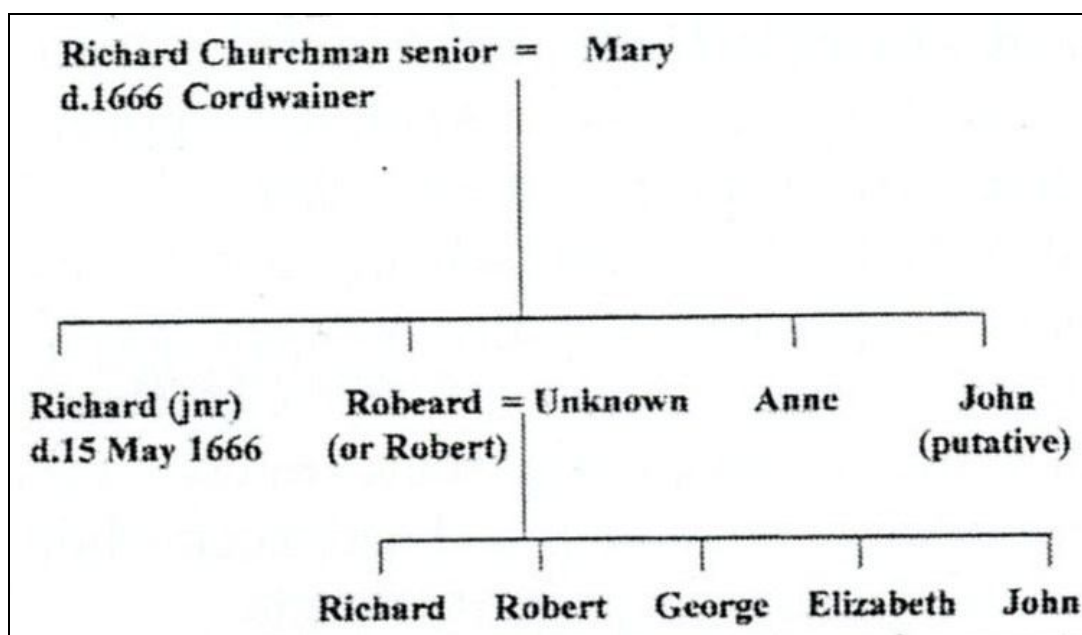 Richard Churchman senior = Mary
d.1666 Cordwainer
Richard (jnr) Robeard = Unknown Anne John
d.15 May 1666 (or Robert) (putative)
Richard Robert George Elizabeth John